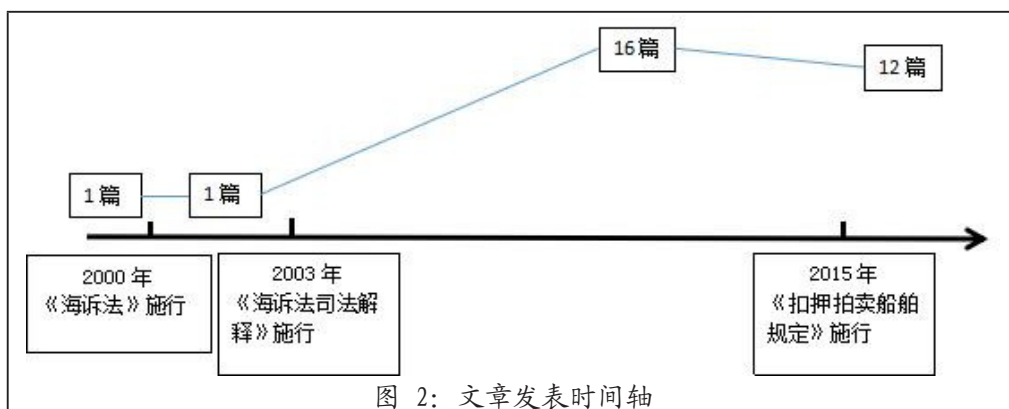 16篇
12篇
1篇
1篇
2000年
《海诉法》施行
2003年
《海诉法司法解
释》施行
2015年
《扣押拍卖船舶
规定》施行
图 2：文章发表时间轴